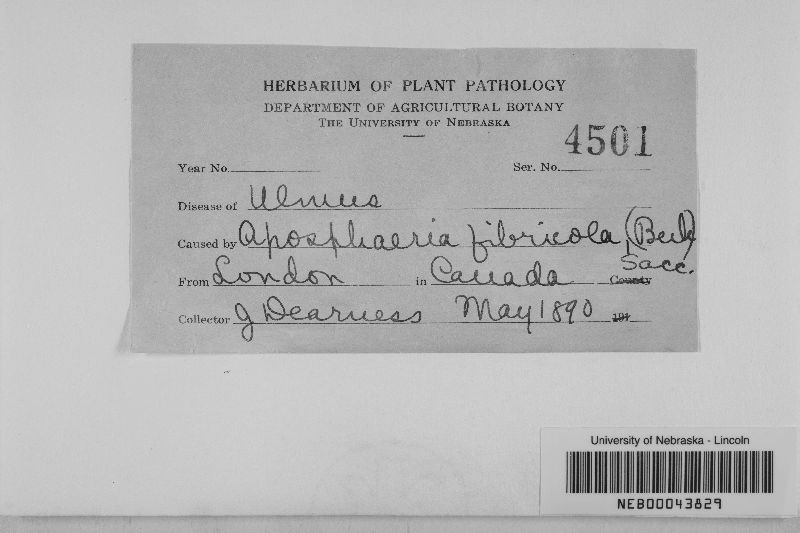 HERBARIUM OF PLANT PATHOLOGY
DEPARTMENT OF AGRICULTURAL BOTANY
THE UNIVERSITY OF NEBRASKA
4501
Year No. Ser. No.
Disease of Ulmus
Caused by Aposphaeria fibricola, (Berk)
Sacc.
From London in Canada County
Collector J Dearness May 1890 191
University of Nebraska - Lincoln
NEB00043829